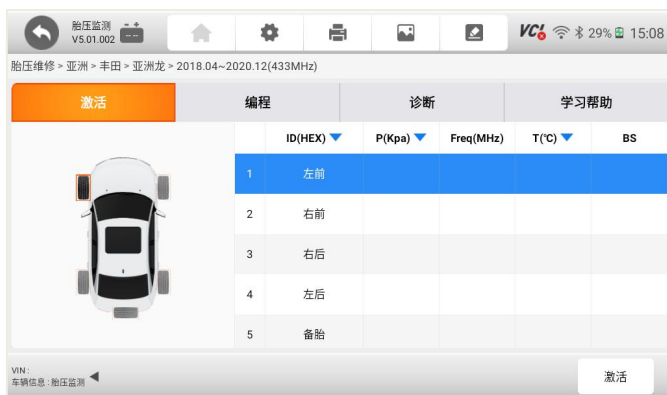 胎压监测
V5.01.002
VCI 29% 15:08
胎压维修 > 亚洲 > 丰田 > 亚洲龙 > 2018.04~2020.12(433MHz)
激活 编程 诊断 学习帮助
ID(HEX) P(Kpa) Freq(MHz) T(℃) BS
1 左前
2 右前
3 右后
4 左后
5 备胎
VIN :
车辆信息 : 胎压监测
激活